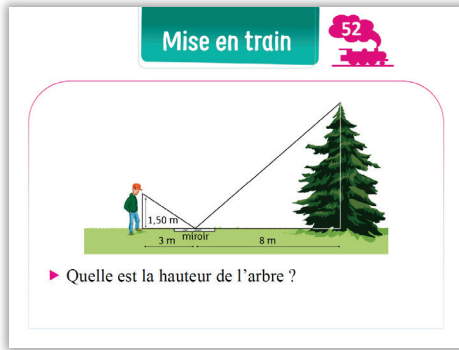 Mise en train
52
1,50 m
miroir
3 m
8 m
Quelle est la hauteur de l'arbre ?